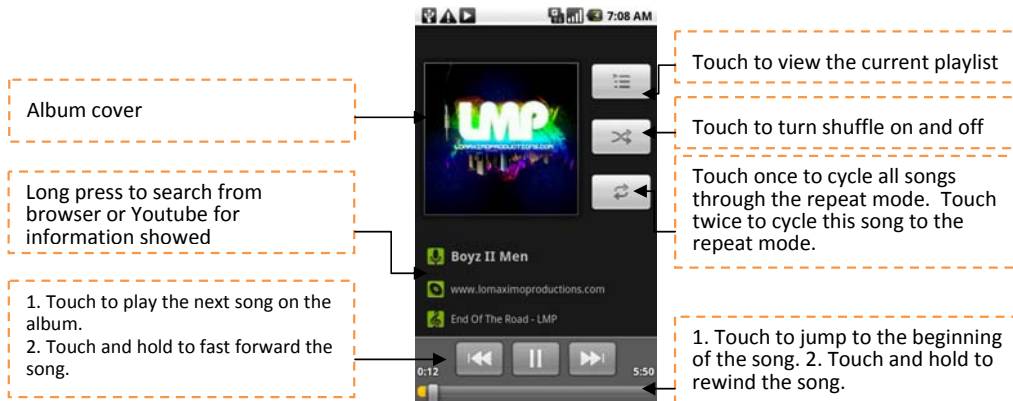 7:08 AM
Touch to view the current playlist
LMP
LOMAXIMOPRODUCTIONS.COM
Album cover
Touch to turn shuffle on and off
Long press to search from
browser or Youtube for
information showed
Touch once to cycle all songs
through the repeat mode.  Touch
twice to cycle this song to the
repeat mode.
Boyz II Men
www.lomaximoproductions.com
End Of The Road - LMP
1. Touch to play the next song on the
album.
2. Touch and hold to fast forward the
song.
0:12
5:50
1. Touch to jump to the beginning
of the song. 2. Touch and hold to
rewind the song.